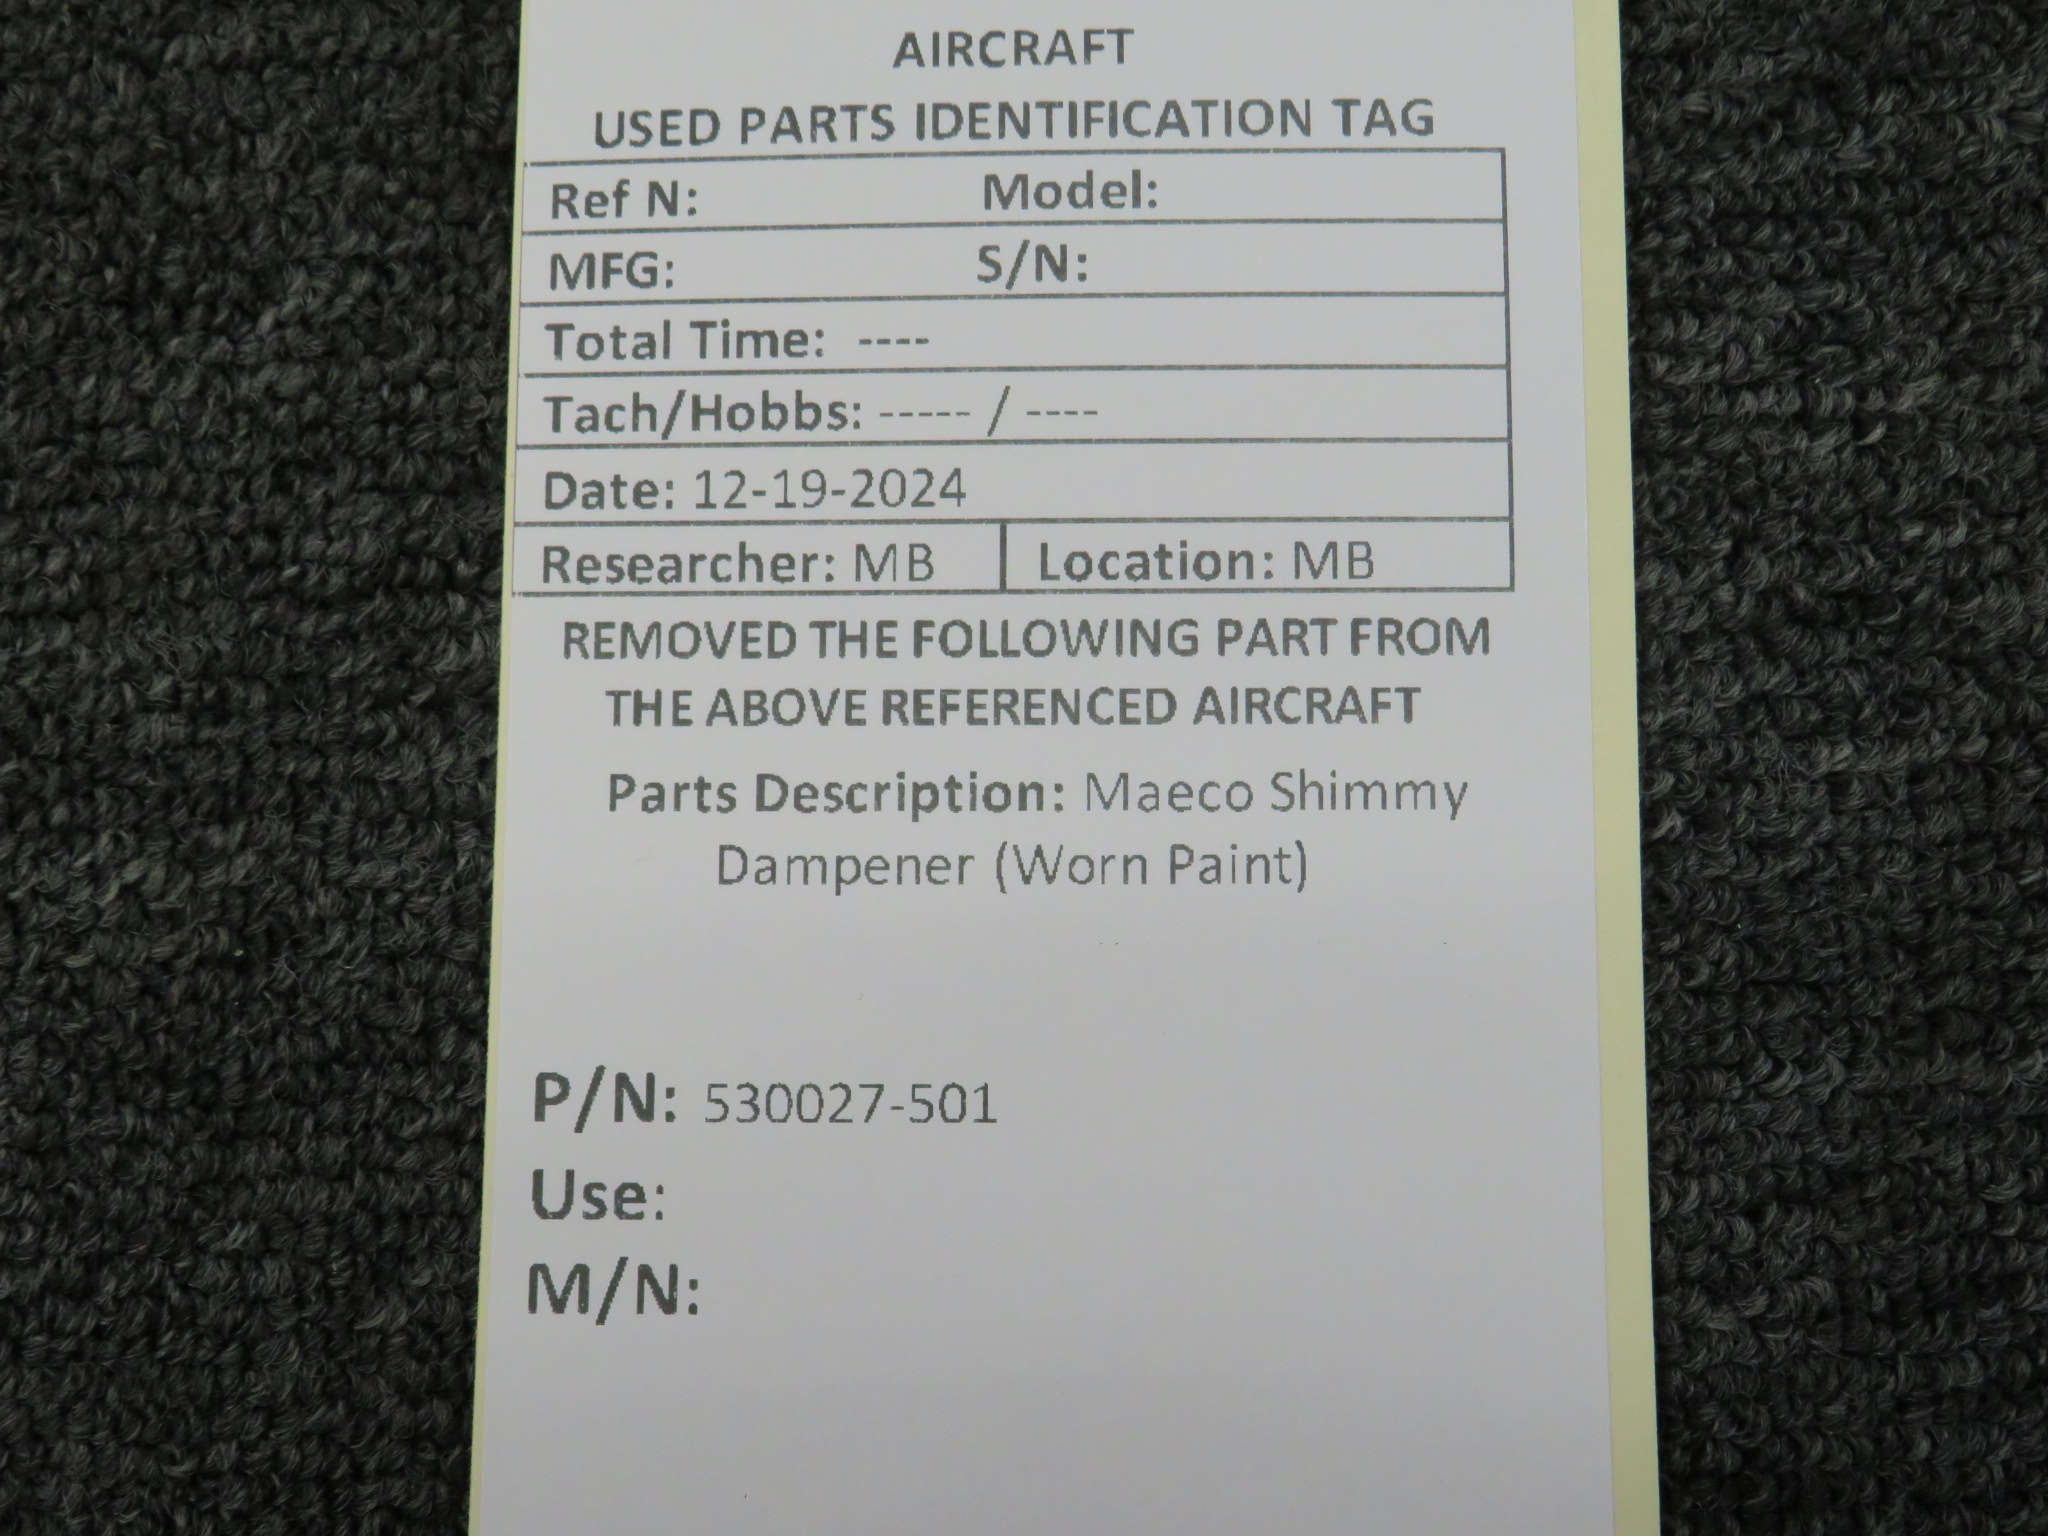 AIRCRAFT
USED PARTS IDENTIFICATION TAG
Ref N: Model:
MFG: S/N:
Total Time: ----
Tach/Hobbs: ----- / ----
Date: 12-19-2024
Researcher: MB Location: MB
REMOVED THE FOLLOWING PART FROM
THE ABOVE REFERENCED AIRCRAFT
Parts Description: Maeco Shimmy
Dampener (Worn Paint)
P/N: 530027-501
Use:
M/N: